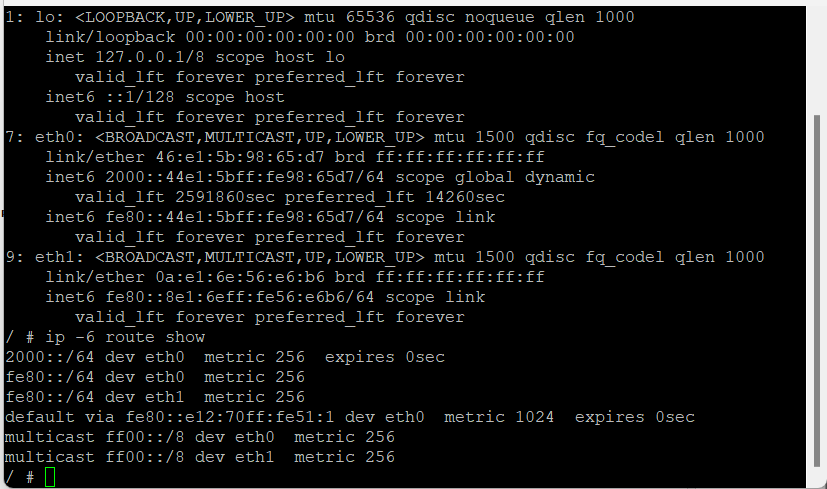 1: lo: <LOOPBACK,UP,LOWER_UP> mtu 65536 qdisc noqueue qlen 1000
    link/loopback 00:00:00:00:00:00 brd 00:00:00:00:00:00
    inet 127.0.0.1/8 scope host lo
       valid_lft forever preferred_lft forever
    inet6 ::1/128 scope host
       valid_lft forever preferred_lft forever
7: eth0: <BROADCAST,MULTICAST,UP,LOWER_UP> mtu 1500 qdisc fq_codel qlen 1000
    link/ether 46:e1:5b:98:65:d7 brd ff:ff:ff:ff:ff:ff
    inet6 2000::44e1:5bff:fe98:65d7/64 scope global dynamic
       valid_lft 2591860sec preferred_lft 14260sec
    inet6 fe80::44e1:5bff:fe98:65d7/64 scope link
       valid_lft forever preferred_lft forever
9: eth1: <BROADCAST,MULTICAST,UP,LOWER_UP> mtu 1500 qdisc fq_codel qlen 1000
    link/ether 0a:e1:6e:56:e6:b6 brd ff:ff:ff:ff:ff:ff
    inet6 fe80::8e1:6eff:fe56:e6b6/64 scope link
       valid_lft forever preferred_lft forever
/ # ip -6 route show
2000::/64 dev eth0  metric 256  expires 0sec
fe80::/64 dev eth0  metric 256
fe80::/64 dev eth1  metric 256
default via fe80::e12:70ff:fe51:1 dev eth0  metric 1024  expires 0sec
multicast ff00::/8 dev eth0  metric 256
multicast ff00::/8 dev eth1  metric 256
/ #